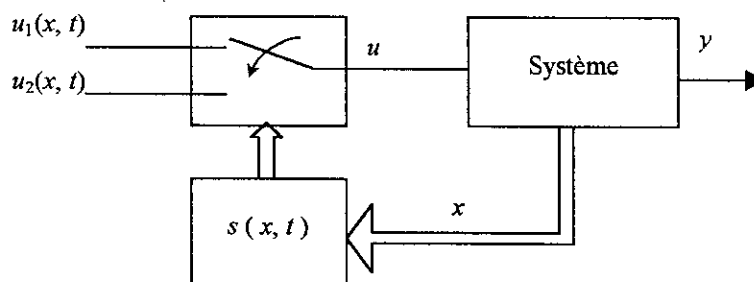 u₁(x, t)
u₂(x, t)
u
Système
y
s ( x, t )
x